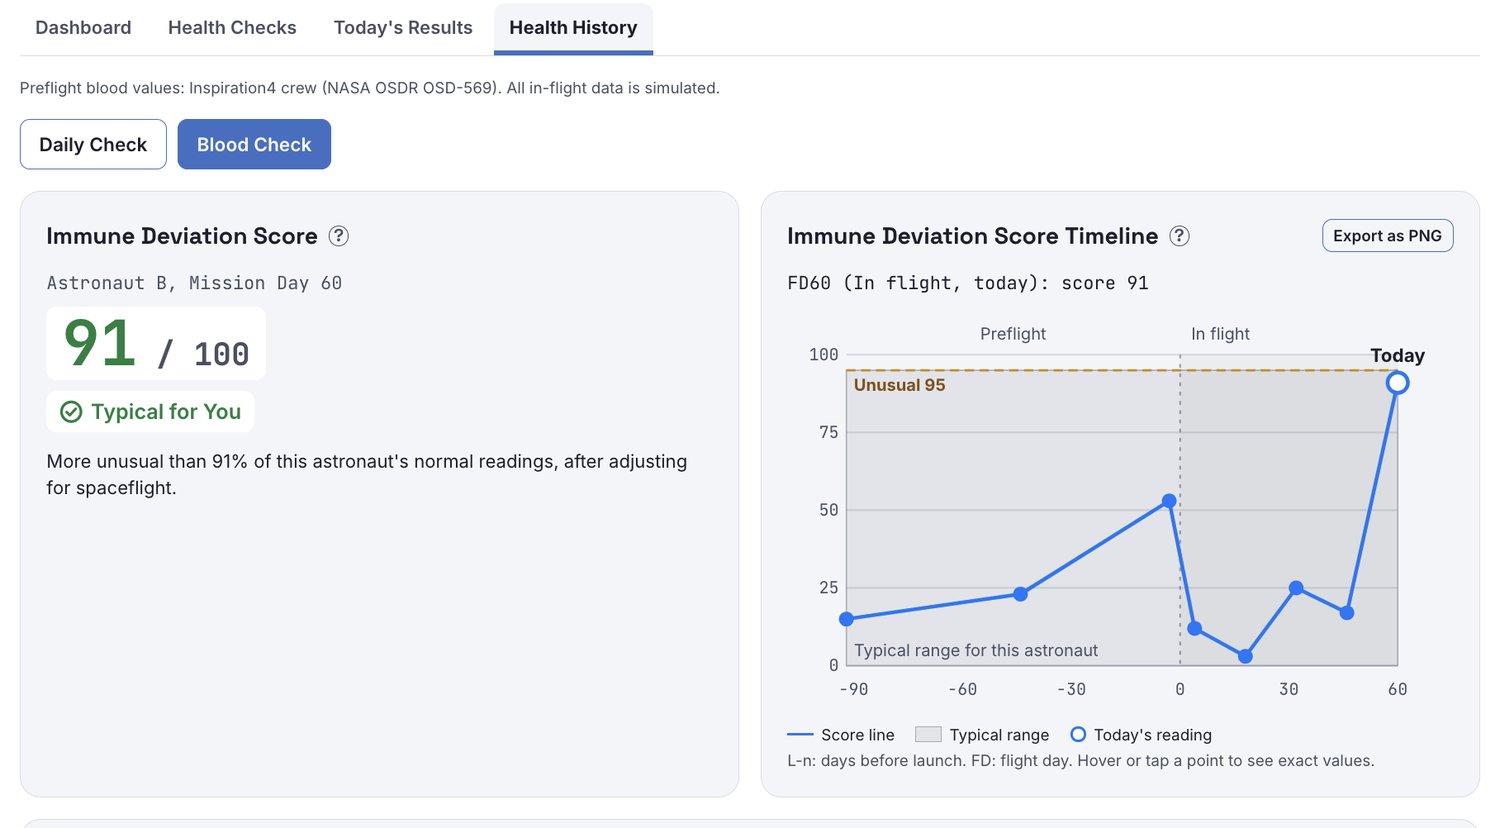 Dashboard
Health Checks
Today's Results
Health History
Preflight blood values: Inspiration4 crew (NASA OSDR OSD-569). All in-flight data is simulated.
Daily Check
Blood Check
Immune Deviation Score ?
Astronaut B, Mission Day 60
91 / 100
Typical for You
More unusual than 91% of this astronaut's normal readings, after adjusting
for spaceflight.
Immune Deviation Score Timeline ?
Export as PNG
FD60 (In flight, today): score 91
Preflight
In flight
Today
100
Unusual 95
75
50
25
Typical range for this astronaut
0
-90
-60
-30
0
30
60
Score line
Typical range
Today's reading
L-n: days before launch. FD: flight day. Hover or tap a point to see exact values.